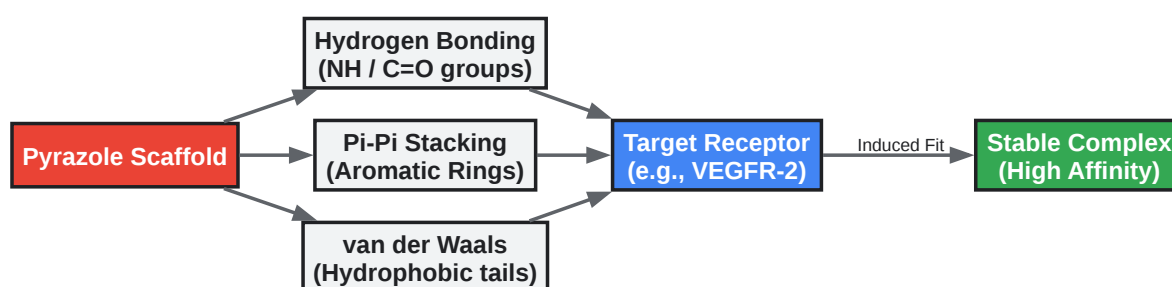 Hydrogen Bonding
(NH / C=O groups)
Pyrazole Scaffold
Pi-Pi Stacking
(Aromatic Rings)
Target Receptor
(e.g., VEGFR-2)
Induced Fit
Stable Complex
(High Affinity)
van der Waals
(Hydrophobic tails)